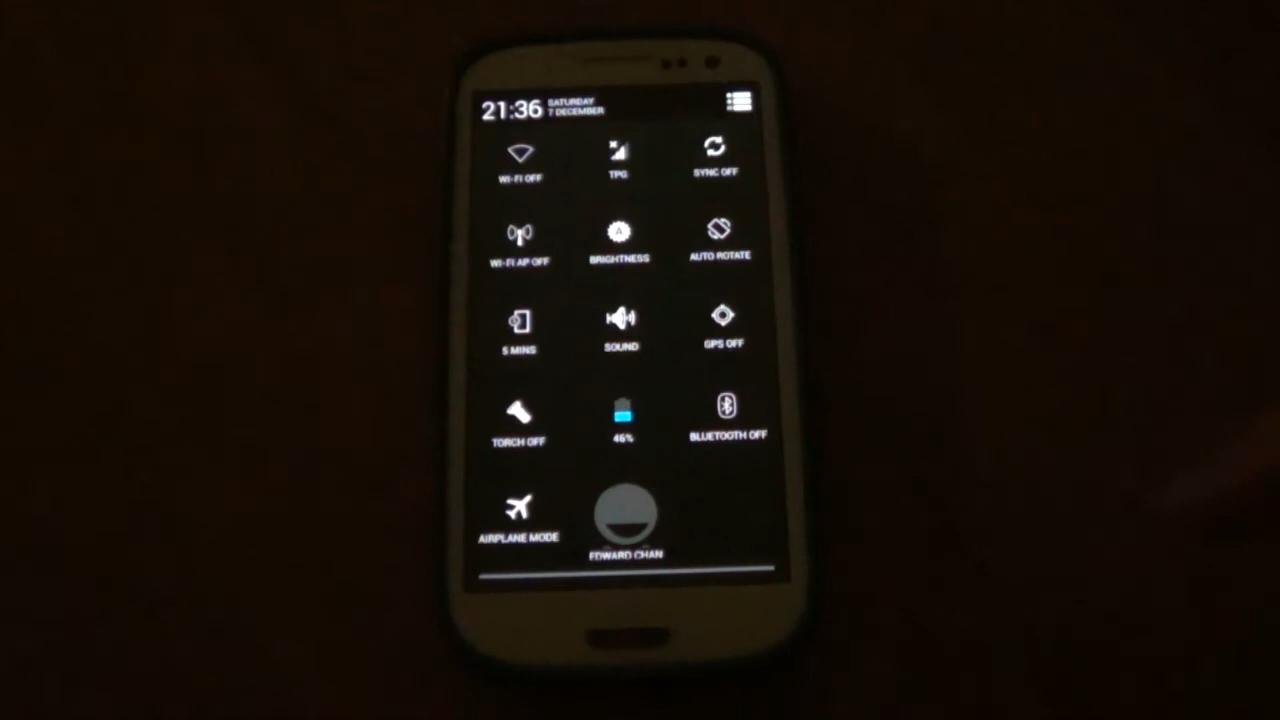 21:36
SATURDAY
7 DECEMBER
WI-FI OFF
TPG
SYNC OFF
WI-FI AP OFF
A
BRIGHTNESS
AUTO ROTATE
5 MINS
SOUND
GPS OFF
TORCH OFF
46%
BLUETOOTH OFF
AIRPLANE MODE
EDWARD CHAN